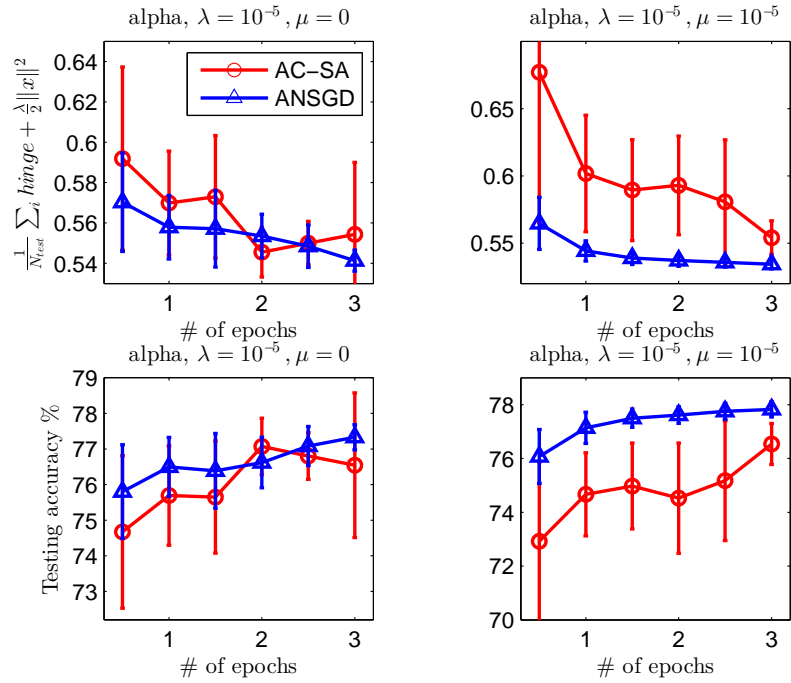 alpha, λ = 10⁻⁵, μ = 0
alpha, λ = 10⁻⁵, μ = 10⁻⁵
1/N_test ∑_i hinge + λ/2 ||x||²
0.64
0.62
0.6
0.58
0.56
0.54
AC−SA
ANSGD
0.65
0.6
0.55
1 2 3
1 2 3
# of epochs
# of epochs
alpha, λ = 10⁻⁵, μ = 0
alpha, λ = 10⁻⁵, μ = 10⁻⁵
Testing accuracy %
79
78
77
76
75
74
73
78
76
74
72
70
1 2 3
1 2 3
# of epochs
# of epochs